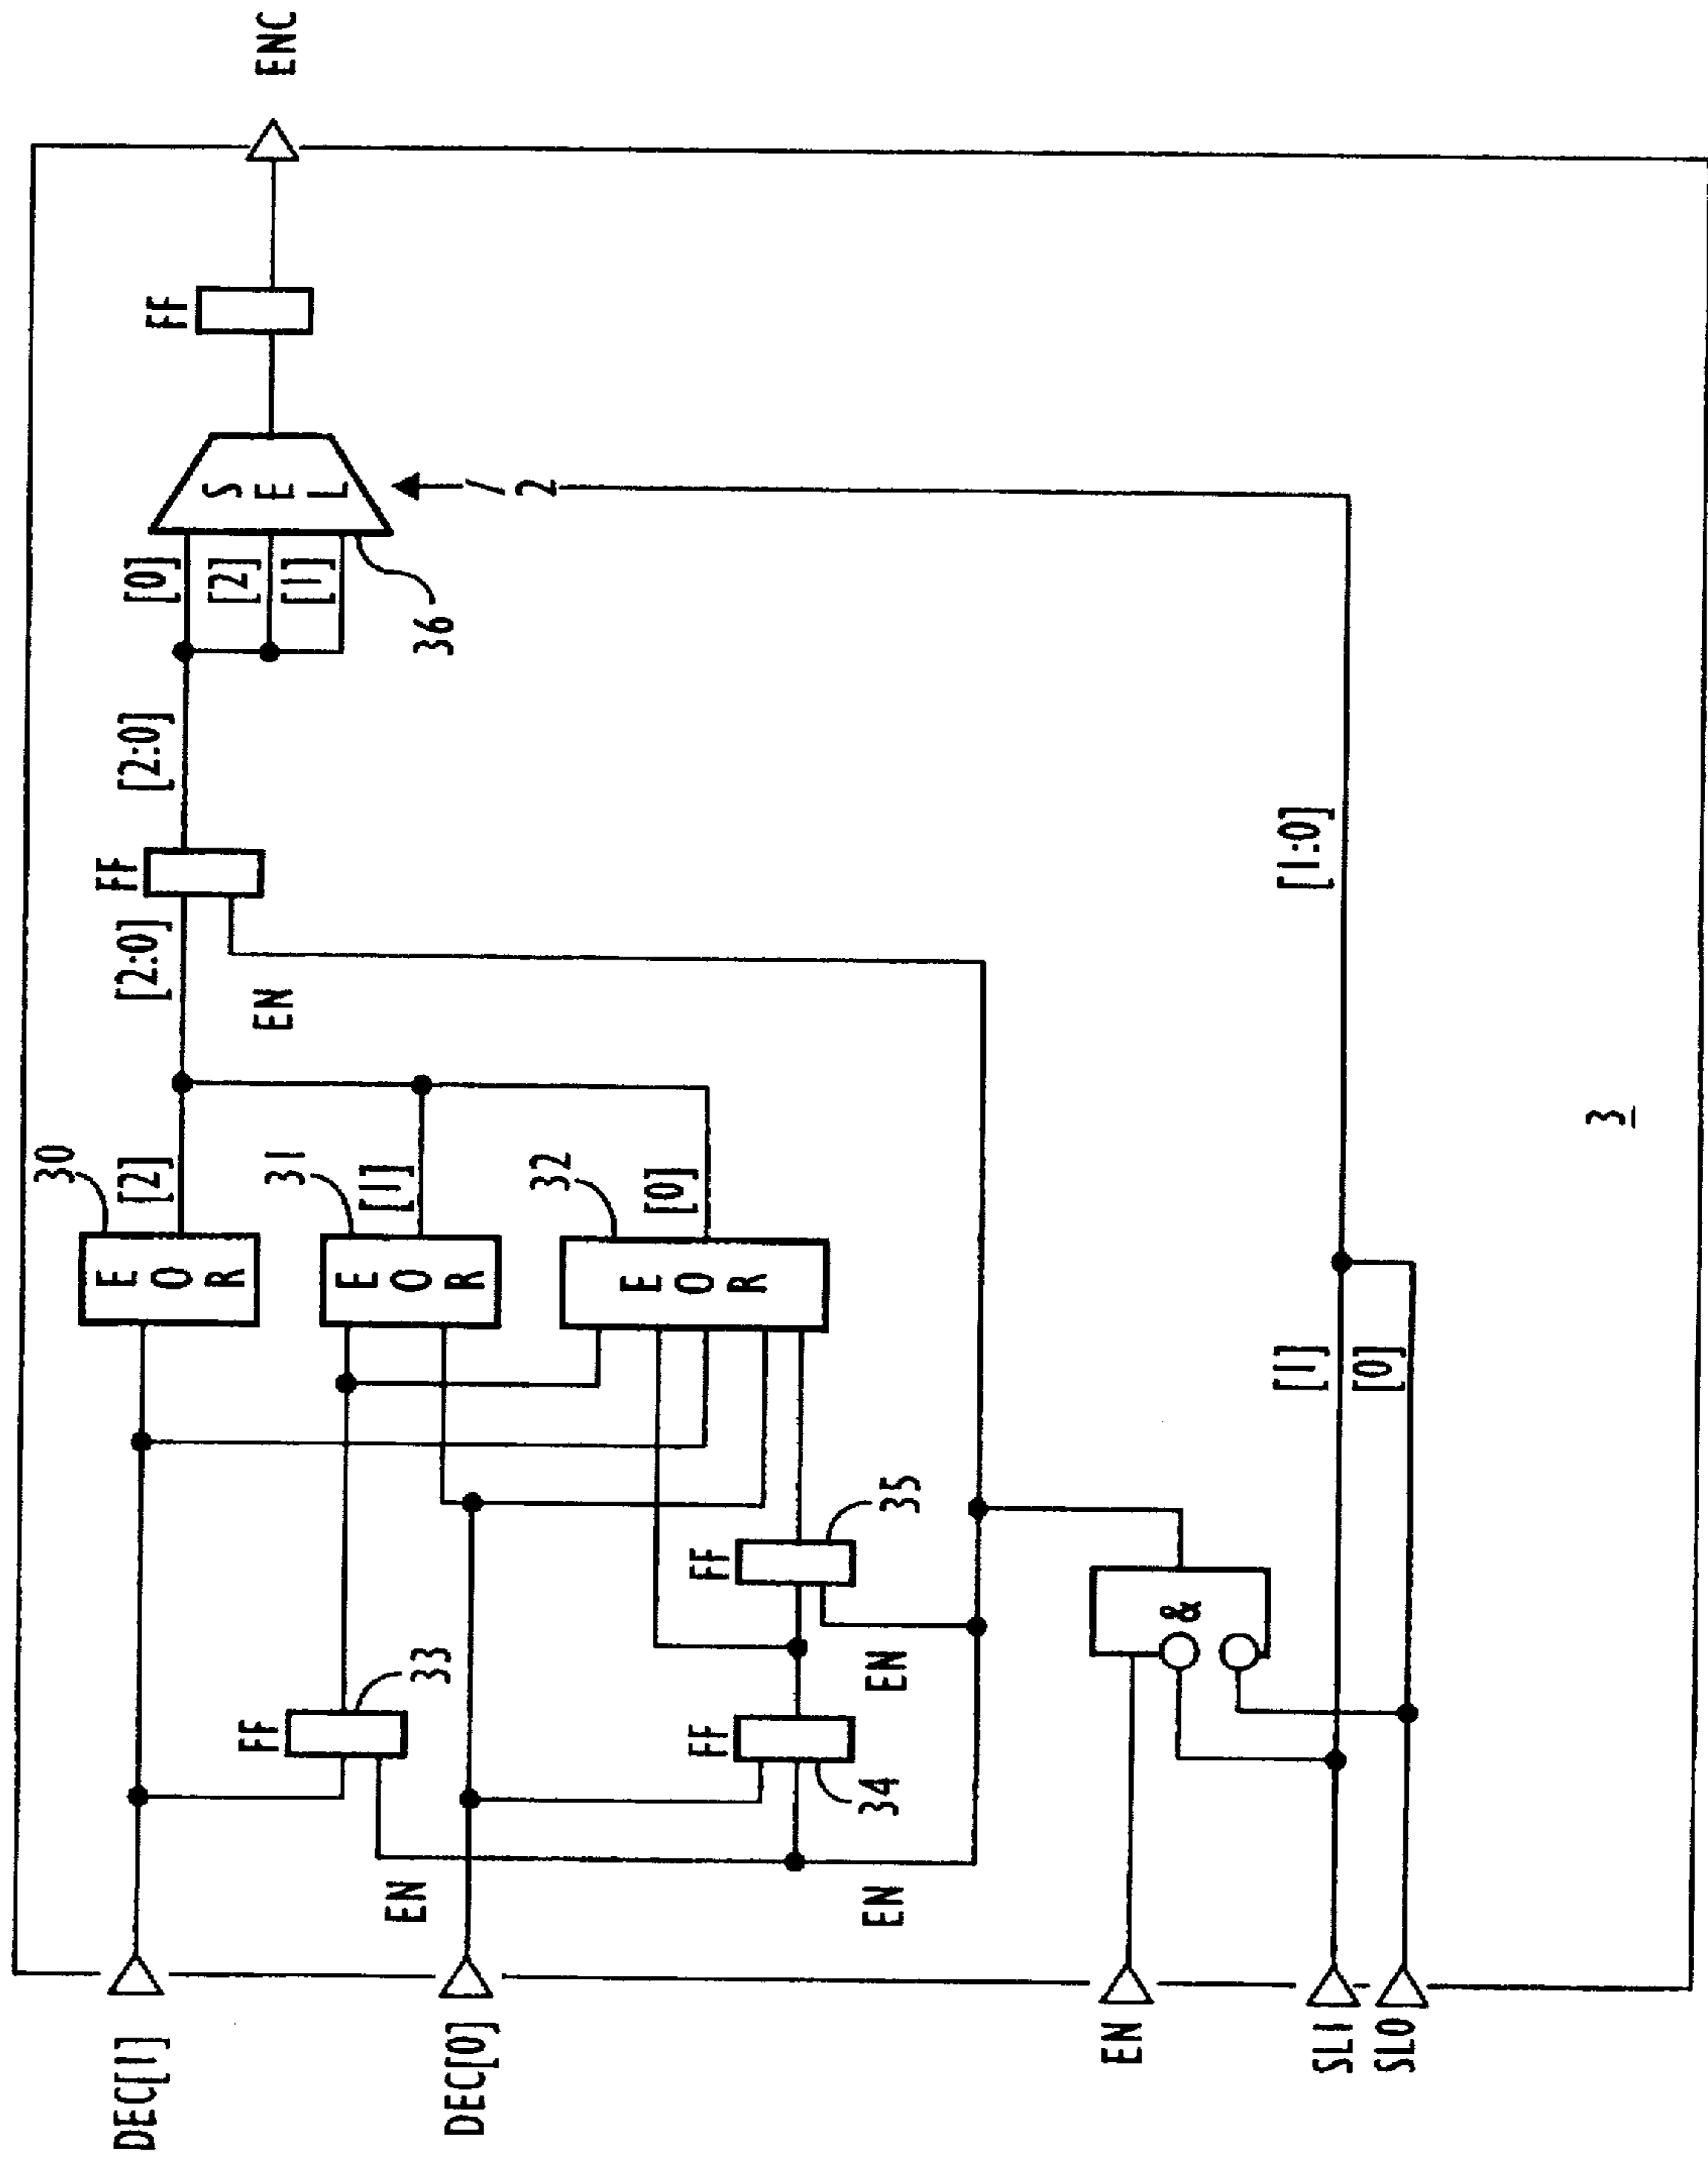 30
FF
FF
DEC[1]
[2]
[2:0]
[2:0]
[0]
[2]
[1]
E
O
R
S
E
L
ENC
FF
EN
31
33
E
O
R
[1]
36
EN
DEC[0]
/
2
32
E
O
R
[0]
FF
FF
34
35
EN
EN
EN
&
SL1
SL0
[1]
[0]
[1:0]
3